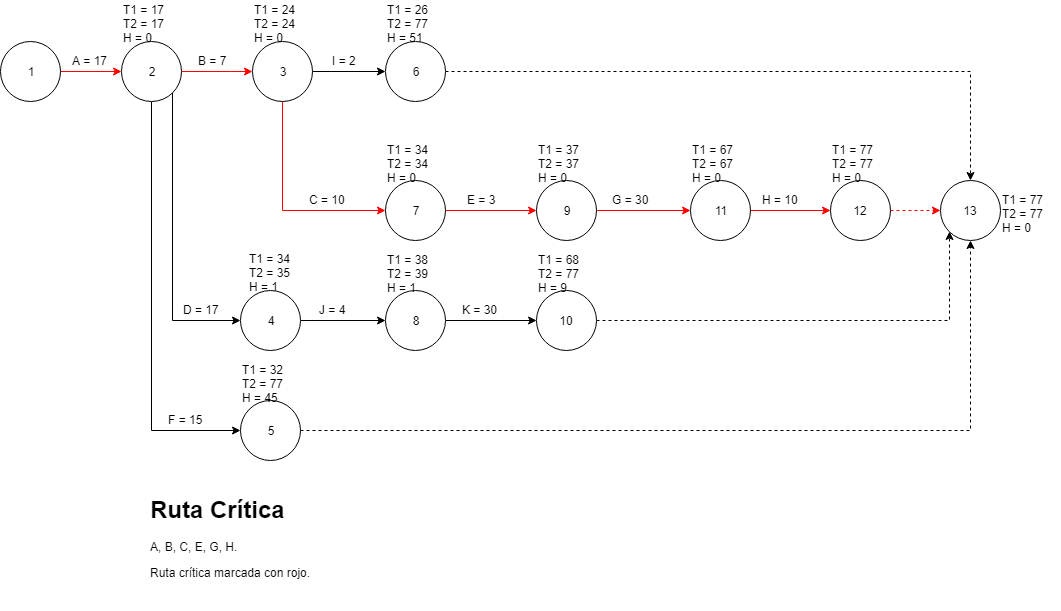 T1 = 17
T2 = 17
H = 0
T1 = 24
T2 = 24
H = 0
T1 = 26
T2 = 77
H = 51
1
A = 17
2
B = 7
3
I = 2
6
T1 = 34
T2 = 34
H = 0
T1 = 37
T2 = 37
H = 0
T1 = 67
T2 = 67
H = 0
T1 = 77
T2 = 77
H = 0
C = 10
7
E = 3
9
G = 30
11
H = 10
12
13
T1 = 77
T2 = 77
H = 0
T1 = 34
T2 = 35
H = 1
T1 = 38
T2 = 39
H = 1
T1 = 68
T2 = 77
H = 9
D = 17
4
J = 4
8
K = 30
10
T1 = 32
T2 = 77
H = 45
F = 15
5
Ruta Crítica
A, B, C, E, G, H.
Ruta crítica marcada con rojo.